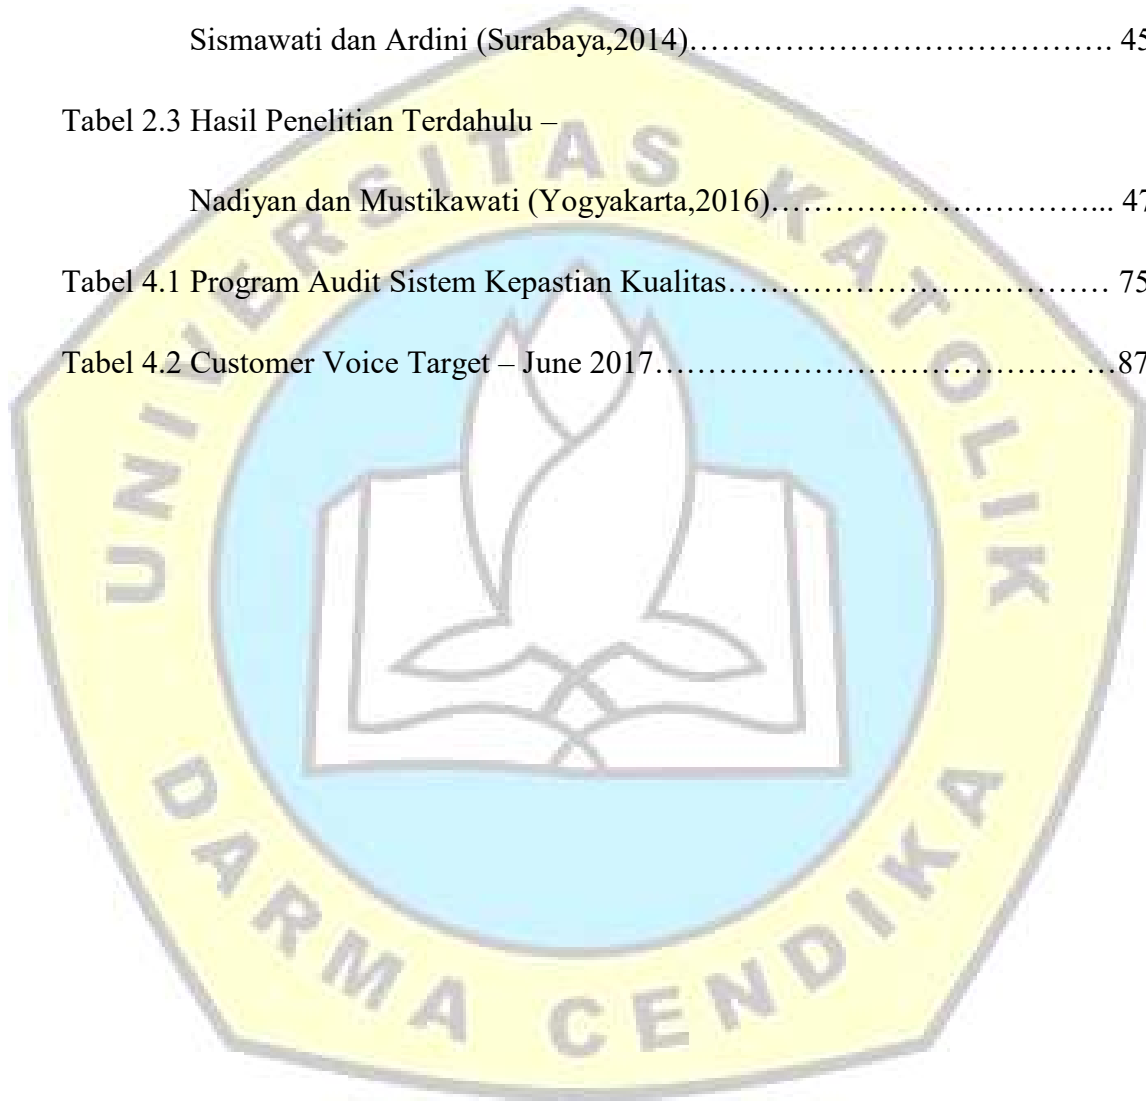 Sismawati dan Ardini (Surabaya,2014)…………………………………. 45
Tabel 2.3 Hasil Penelitian Terdahulu –
Nadiyan dan Mustikawati (Yogyakarta,2016)…………………………... 47
Tabel 4.1 Program Audit Sistem Kepastian Kualitas……………………………… 75
Tabel 4.2 Customer Voice Target – June 2017…………………………………. …87
UNIVERSITAS KATOLIK
DARMA CENDIKA